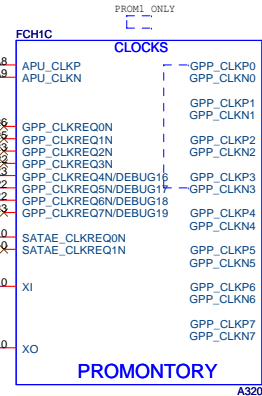 PROM1 ONLY
FCH1C
CLOCKS
APU_CLKP
APU_CLKN
GPP_CLKREQ0N
GPP_CLKREQ1N
GPP_CLKREQ2N
GPP_CLKREQ3N
GPP_CLKREQ4N/DEBUG16
GPP_CLKREQ5N/DEBUG17
GPP_CLKREQ6N/DEBUG18
GPP_CLKREQ7N/DEBUG19
SATAE_CLKREQ0N
SATAE_CLKREQ1N
XI
XO
GPP_CLKP0
GPP_CLKN0
GPP_CLKP1
GPP_CLKN1
GPP_CLKP2
GPP_CLKN2
GPP_CLKP3
GPP_CLKN3
GPP_CLKP4
GPP_CLKN4
GPP_CLKP5
GPP_CLKN5
GPP_CLKP6
GPP_CLKN6
GPP_CLKP7
GPP_CLKN7
PROMONTORY
A320